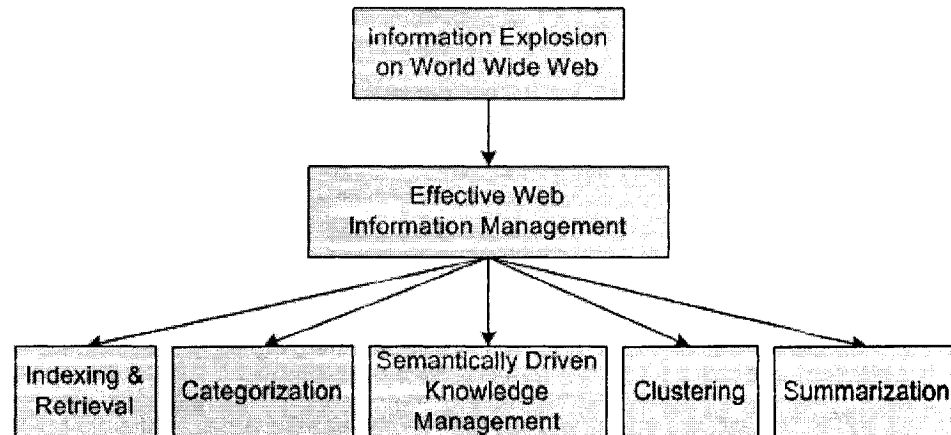 information Explosion
on World Wide Web
Effective Web
Information Management
Indexing &
Retrieval
Categorization
Semantically Driven
Knowledge
Management
Clustering
Summarization